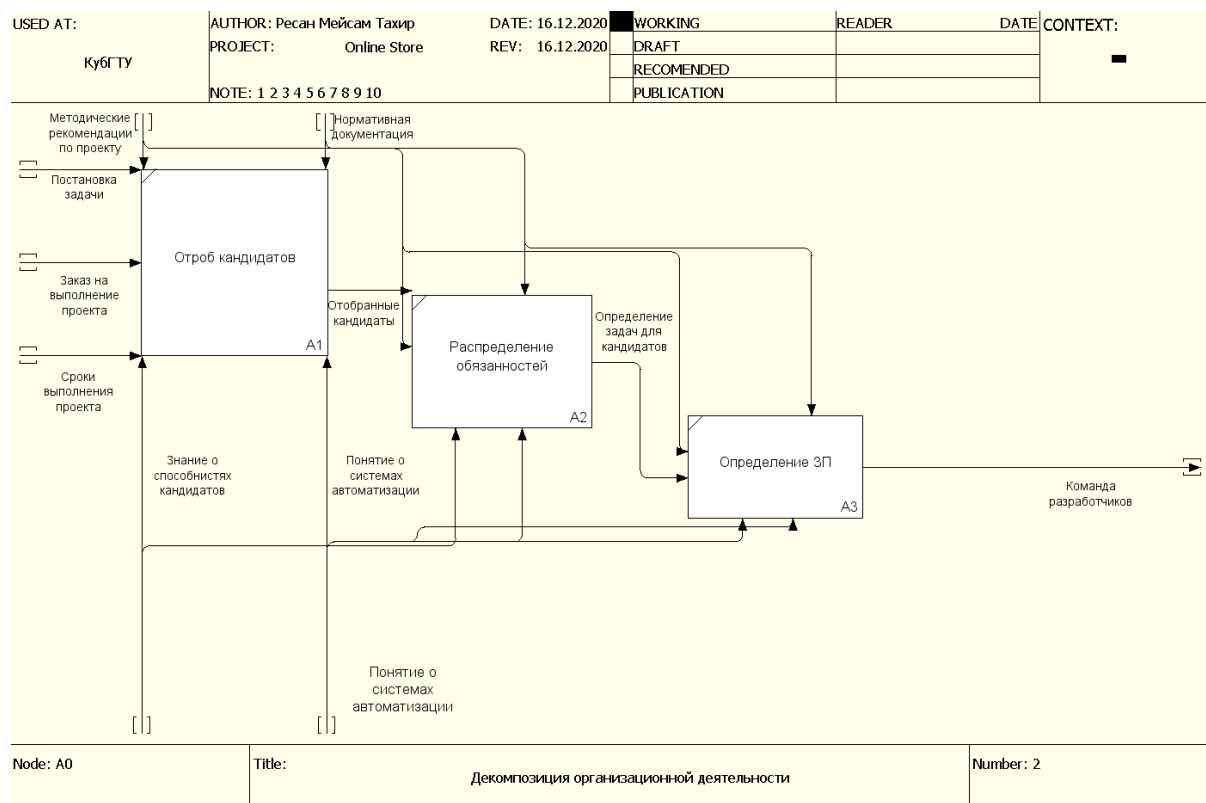 USED AT:
КубГТУ
AUTHOR: Ресан Мейсам Тахир
DATE: 16.12.2020
PROJECT: Online Store
REV: 16.12.2020
NOTE: 1 2 3 4 5 6 7 8 9 10
WORKING
DRAFT
RECOMENDED
PUBLICATION
READER
DATE
CONTEXT:
Методические
рекомендации
по проекту
Нормативная
документация
Постановка
задачи
Заказ на
выполнение
проекта
Сроки
выполнения
проекта
Отроб кандидатов
A1
Отобранные
кандидаты
Распределение
обязанностей
A2
Определение
задач для
кандидатов
Определение ЗП
A3
Команда
разработчиков
Знание о
способнистях
кандидатов
Понятие о
системах
автоматизации
Понятие о
системах
автоматизации
Node: A0
Title:
Декомпозиция организационной деятельности
Number: 2